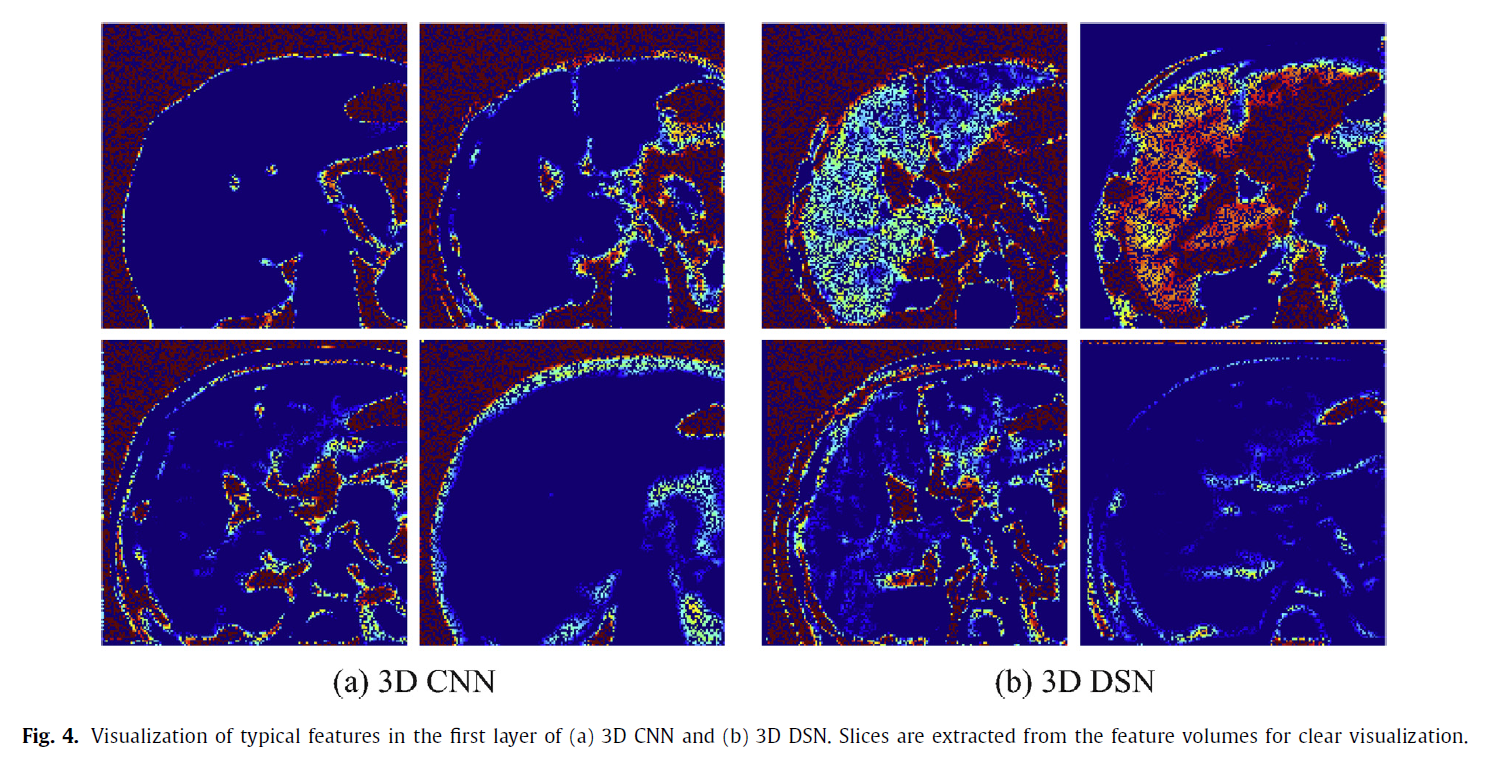 (a) 3D CNN
(b) 3D DSN
Fig. 4. Visualization of typical features in the first layer of (a) 3D CNN and (b) 3D DSN. Slices are extracted from the feature volumes for clear visualization.